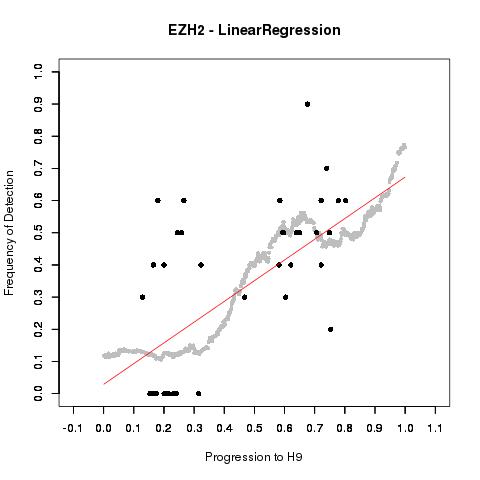 EZH2 - LinearRegression
Frequency of Detection
1.0
0.9
0.8
0.7
0.6
0.5
0.4
0.3
0.2
0.1
0.0
-0.1 0.0 0.1 0.2 0.3 0.4 0.5 0.6 0.7 0.8 0.9 1.0 1.1
Progression to H9